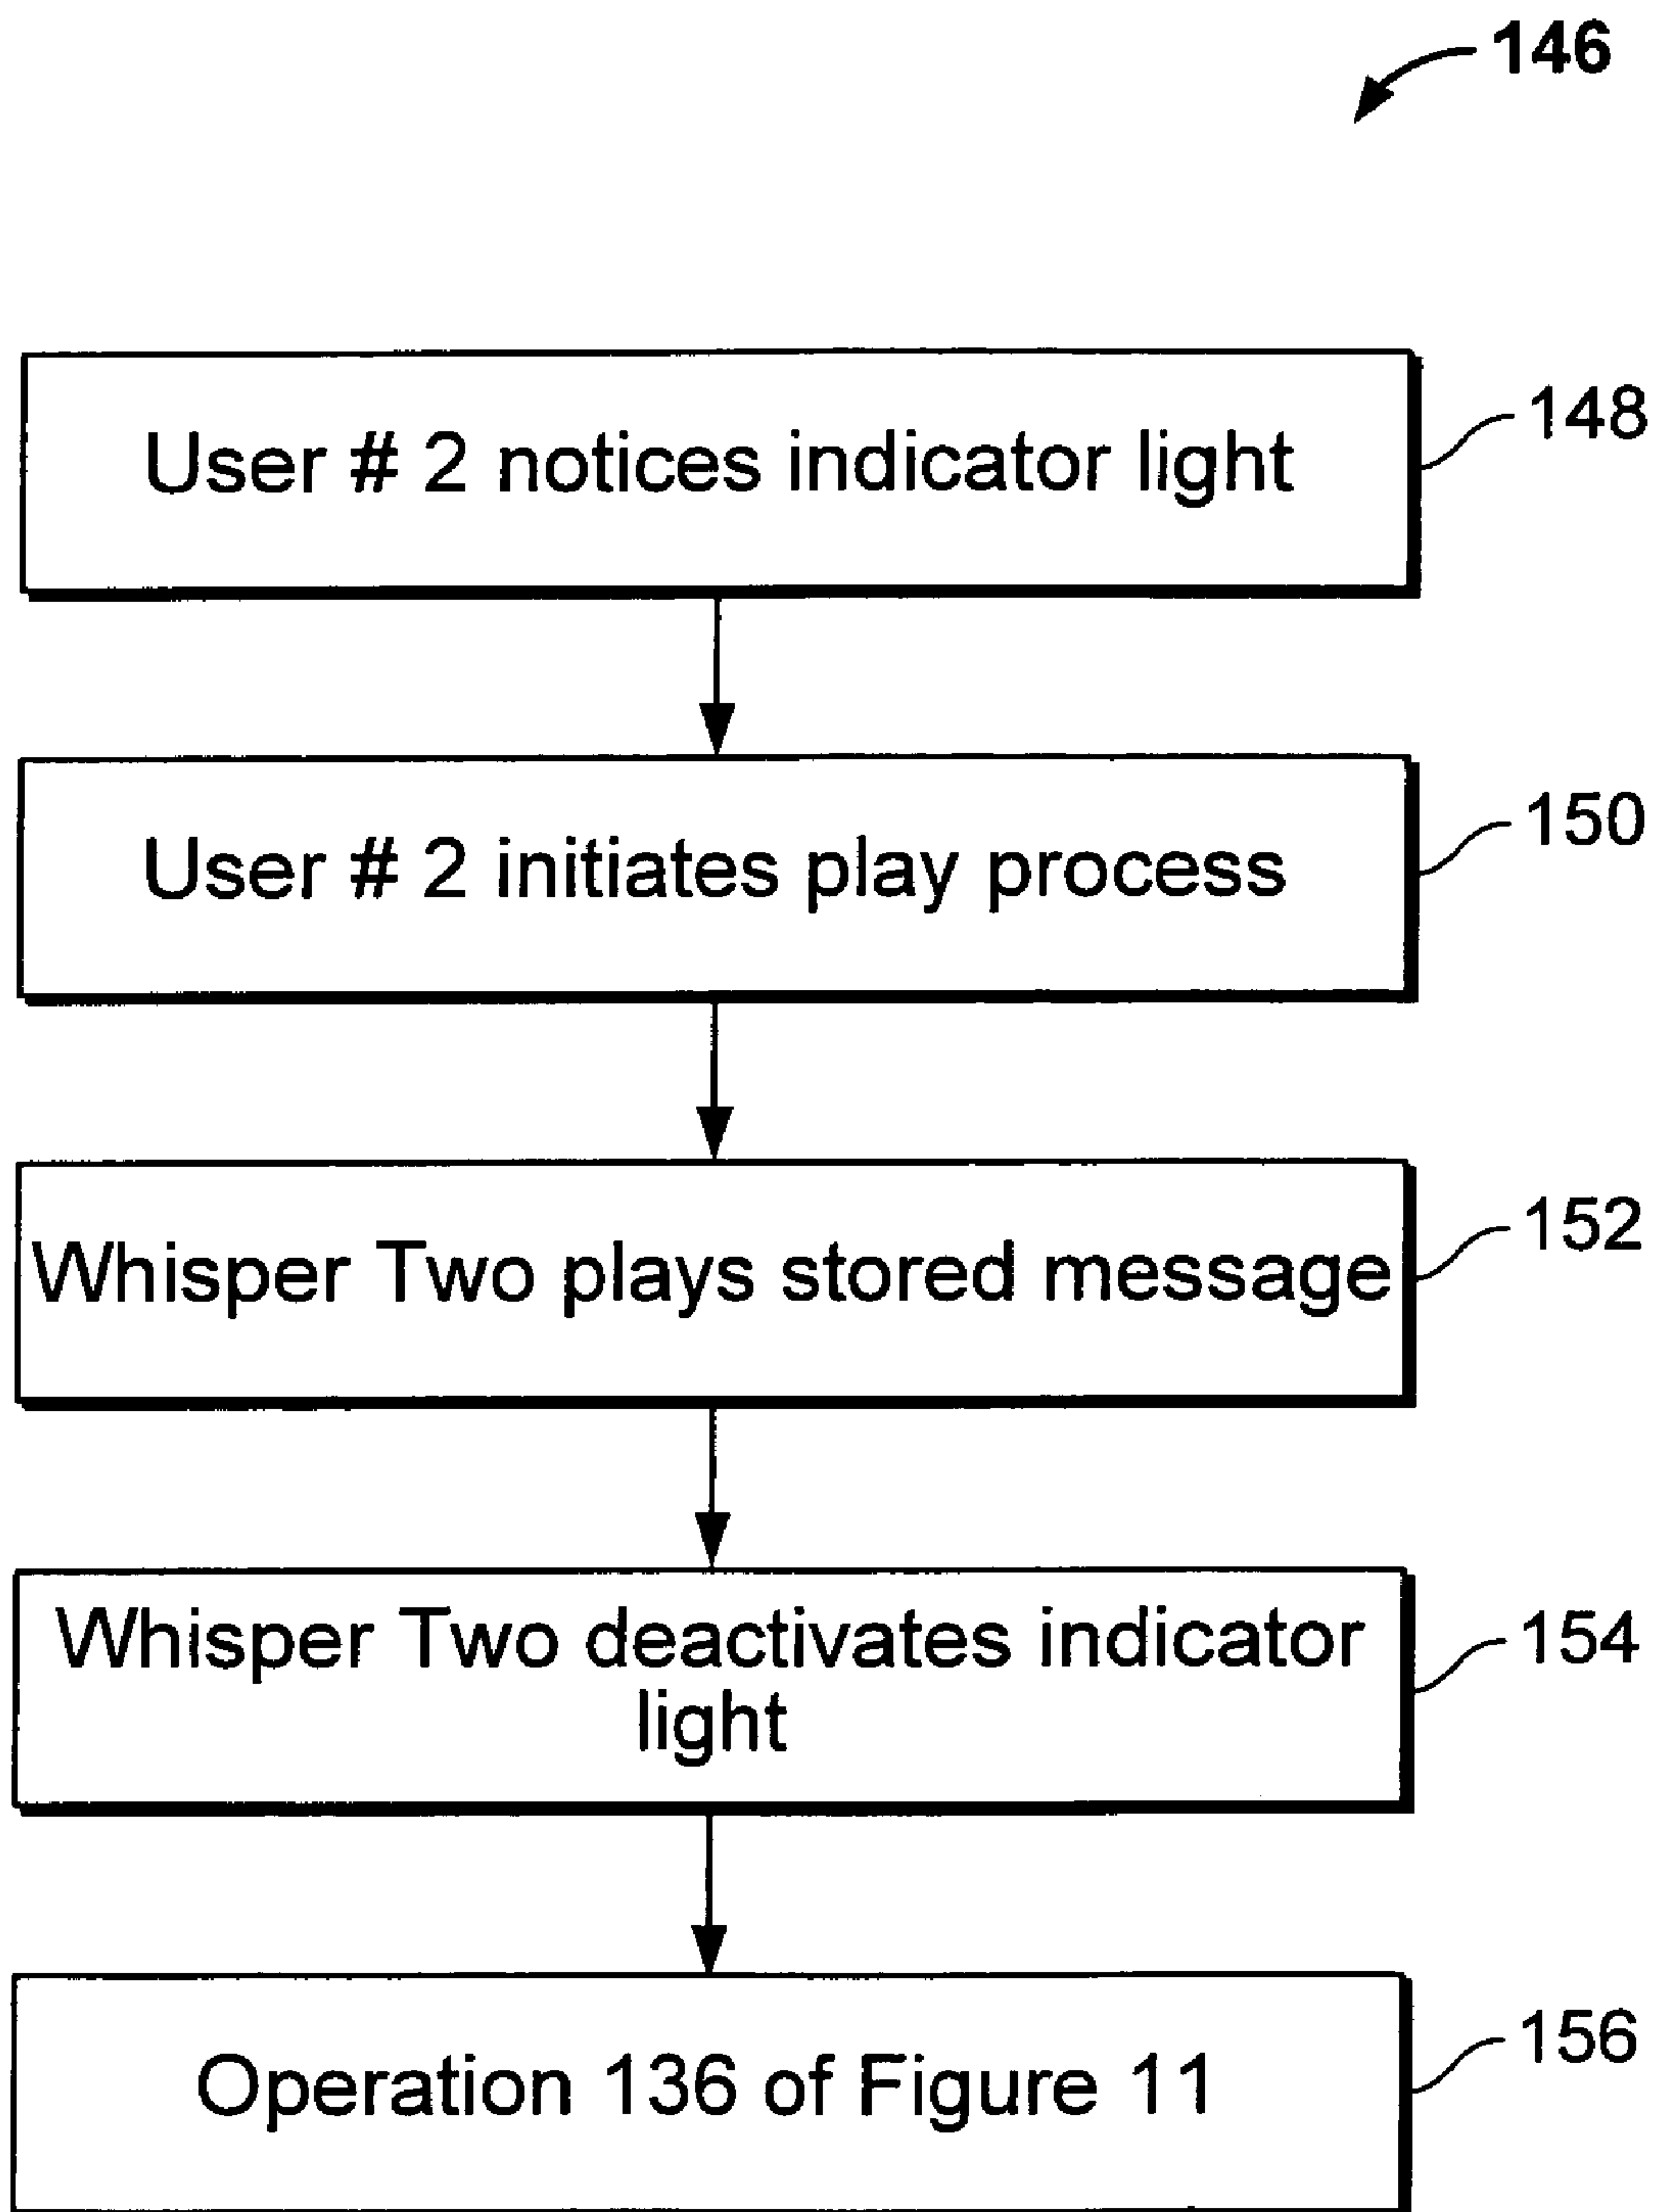 146
User # 2 notices indicator light
148
User # 2 initiates play process
150
Whisper Two plays stored message
152
Whisper Two deactivates indicator
light
154
Operation 136 of Figure 11
156